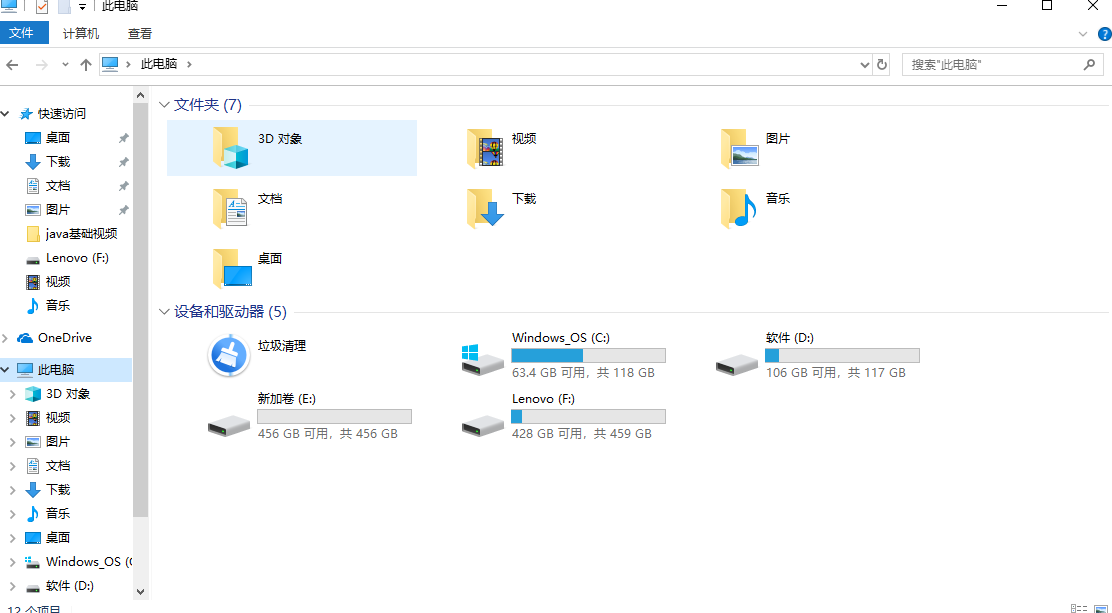 此电脑
文件 计算机 查看
此电脑
搜索"此电脑"
快速访问
桌面
下载
文档
图片
java基础视频
Lenovo (F:)
视频
音乐
OneDrive
此电脑
3D 对象
视频
图片
文档
下载
音乐
桌面
Windows_OS (
软件 (D:)
文件夹 (7)
3D 对象
视频
图片
文档
下载
音乐
桌面
设备和驱动器 (5)
垃圾清理
Windows_OS (C:)
63.4 GB 可用，共 118 GB
软件 (D:)
106 GB 可用，共 117 GB
新加卷 (E:)
456 GB 可用，共 456 GB
Lenovo (F:)
428 GB 可用，共 459 GB
12 个项目